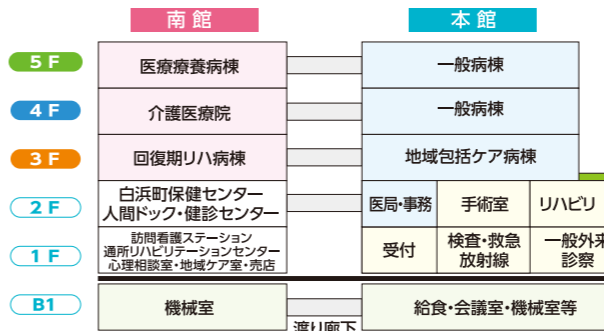 南館 本館
5F 医療療養病棟 一般病棟
4F 介護医療院 一般病棟
3F 回復期リハ病棟 地域包括ケア病棟
2F
白浜町保健センター
人間ドック・健診センター
医局・事務 手術室 リハビリ
1F
訪問看護ステーション
通所リハビリテーションセンター
心理相談室・地域ケア室・売店
受付
検査・救急
放射線
一般外来
診察
B1 機械室 給食・会議室・機械室等
渡り廊下